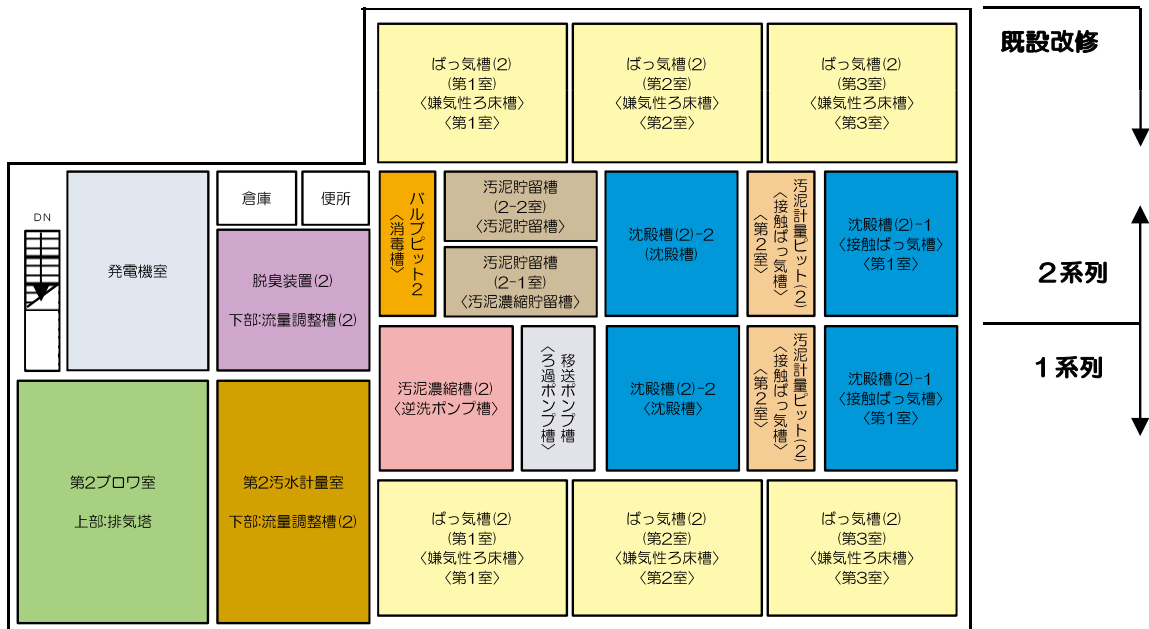 既設改修
ばっ気槽(2)
(第1室)
〈嫌気性ろ床槽〉
〈第1室〉
ばっ気槽(2)
(第2室)
〈嫌気性ろ床槽〉
〈第2室〉
ばっ気槽(2)
(第3室)
〈嫌気性ろ床槽〉
〈第3室〉
DN
発電機室
倉庫
便所
脱臭装置(2)
下部:流量調整槽(2)
バルブピット2
〈消毒槽〉
汚泥貯留槽
(2-2室)
〈汚泥貯留槽〉
汚泥貯留槽
(2-1室)
〈汚泥濃縮貯留槽〉
沈殿槽(2)-2
(沈殿槽)
汚泥計量ピット(2)
〈接触ばっ気槽〉
〈第2室〉
沈殿槽(2)-1
〈接触ばっ気槽〉
〈第1室〉
2系列
汚泥濃縮槽(2)
〈逆洗ポンプ槽〉
移送ポンプ槽
〈ろ過ポンプ槽〉
沈殿槽(2)-2
〈沈殿槽〉
汚泥計量ピット(2)
〈接触ばっ気槽〉
〈第2室〉
沈殿槽(2)-1
〈接触ばっ気槽〉
〈第1室〉
1系列
第2ブロワ室
上部:排気塔
第2汚水計量室
下部:流量調整槽(2)
ばっ気槽(2)
(第1室)
〈嫌気性ろ床槽〉
〈第1室〉
ばっ気槽(2)
(第2室)
〈嫌気性ろ床槽〉
〈第2室〉
ばっ気槽(2)
(第3室)
〈嫌気性ろ床槽〉
〈第3室〉